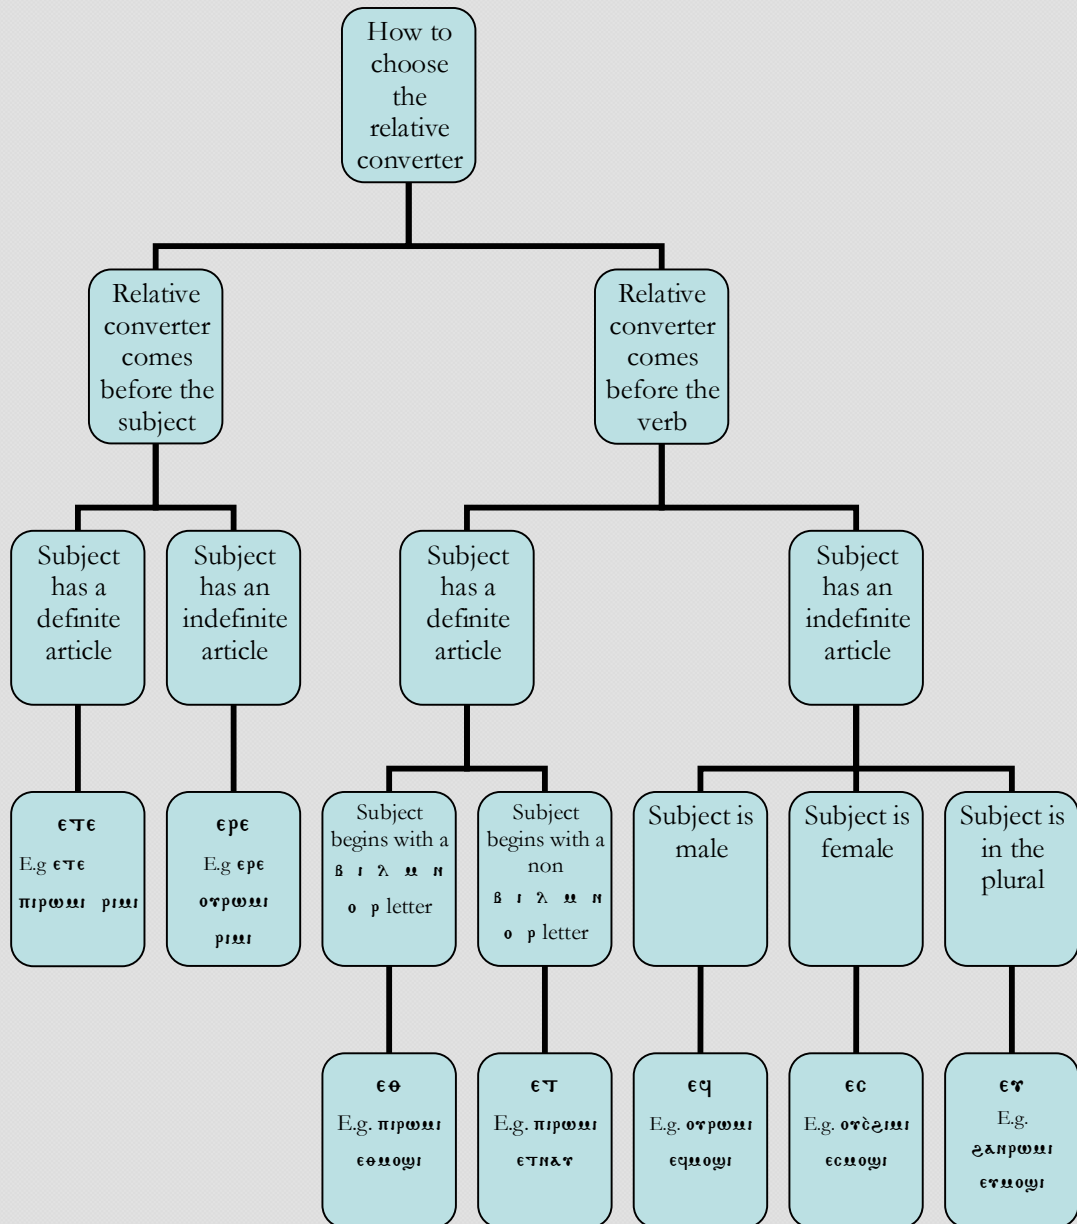 How to
choose
the
relative
converter
Relative
converter
comes
before the
subject
Relative
converter
comes
before the
verb
Subject
has a
definite
article
Subject
has an
indefinite
article
Subject
has a
definite
article
Subject
has an
indefinite
article
ⲉⲧⲉ
E.g ⲉⲧⲉ
ⲡⲓⲣⲱⲙⲓ ⲣⲓⲙⲓ
ⲉⲣⲉ
E.g ⲉⲣⲉ
ⲟⲩⲣⲱⲙⲓ
ⲣⲓⲙⲓ
Subject
begins with a
ⲃ ⲓ ⲗ ⲙ ⲛ
ⲟ ⲣ letter
Subject
begins with a
non
ⲃ ⲓ ⲗ ⲙ ⲛ
ⲟ ⲣ letter
Subject is
male
Subject is
female
Subject is
in the
plural
ⲉⲑ
E.g. ⲡⲓⲣⲱⲙⲓ
ⲉⲑⲙⲟϣⲓ
ⲉⲧ
E.g. ⲡⲓⲣⲱⲙⲓ
ⲉⲧⲛⲁⲩ
ⲉϥ
E.g. ⲟⲩⲣⲱⲙⲓ
ⲉϥⲙⲟϣⲓ
ⲉⲥ
E.g. ⲟⲩⲥ̀ϩⲓⲙⲓ
ⲉⲥⲙⲟϣⲓ
ⲉⲩ
E.g.
ϩⲁⲛⲣⲱⲙⲓ
ⲉⲩⲙⲟϣⲓ